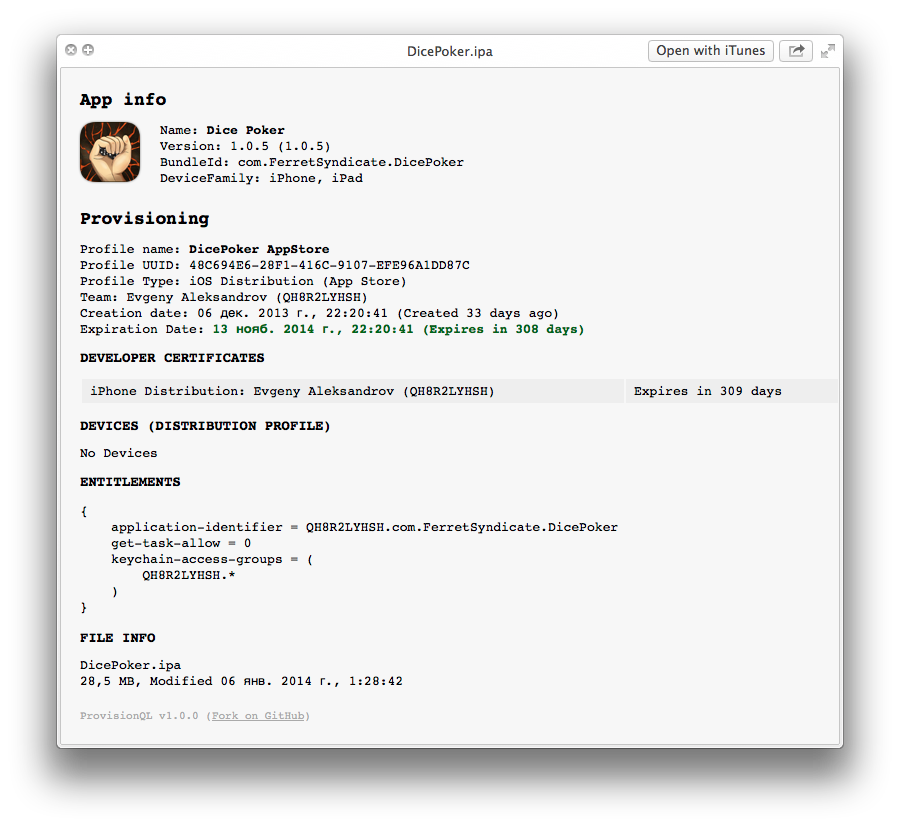 DicePoker.ipa
Open with iTunes
App info
Name: Dice Poker
Version: 1.0.5 (1.0.5)
BundleId: com.FerretSyndicate.DicePoker
DeviceFamily: iPhone, iPad
Provisioning
Profile name: DicePoker AppStore
Profile UUID: 48C694E6-28F1-416C-9107-EFE96A1DD87C
Profile Type: iOS Distribution (App Store)
Team: Evgeny Aleksandrov (QH8R2LYHSH)
Creation date: 06 дек. 2013 г., 22:20:41 (Created 33 days ago)
Expiration Date: 13 нояб. 2014 г., 22:20:41 (Expires in 308 days)
DEVELOPER CERTIFICATES
iPhone Distribution: Evgeny Aleksandrov (QH8R2LYHSH) Expires in 309 days
DEVICES (DISTRIBUTION PROFILE)
No Devices
ENTITLEMENTS
{
application-identifier = QH8R2LYHSH.com.FerretSyndicate.DicePoker
get-task-allow = 0
keychain-access-groups = (
QH8R2LYHSH.*
)
}
FILE INFO
DicePoker.ipa
28,5 MB, Modified 06 янв. 2014 г., 1:28:42
ProvisionQL v1.0.0 (Fork on GitHub)